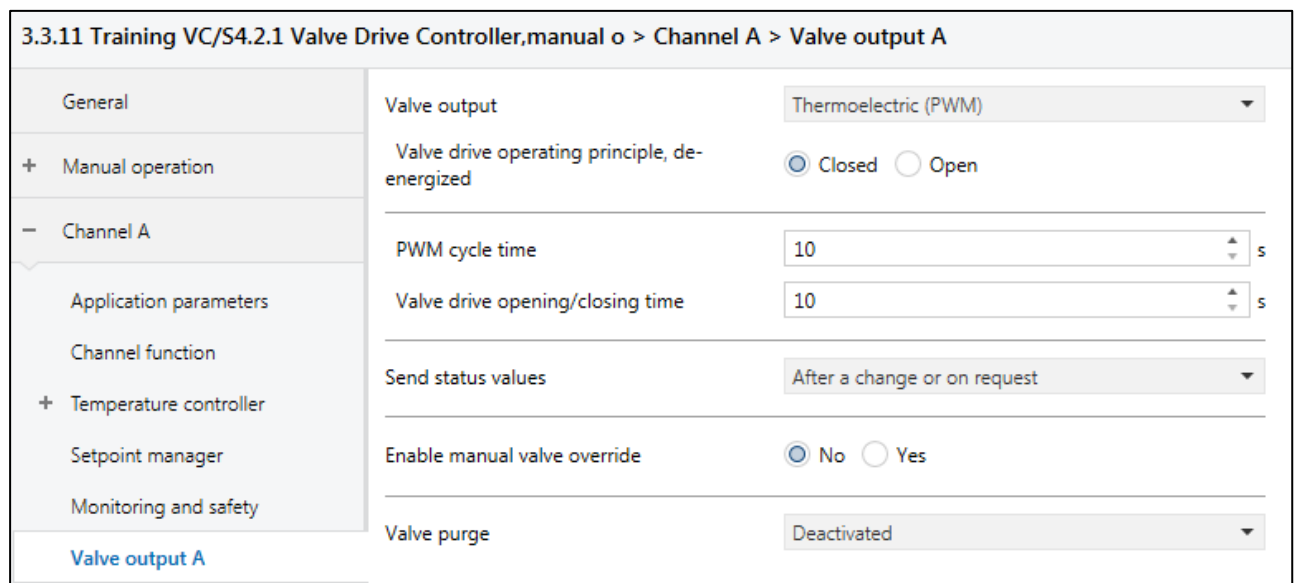 3.3.11 Training VC/S4.2.1 Valve Drive Controller,manual o > Channel A > Valve output A
General
+ Manual operation
− Channel A
Application parameters
Channel function
+ Temperature controller
Setpoint manager
Monitoring and safety
Valve output A
Valve output Thermoelectric (PWM)
Valve drive operating principle, de-
energized Closed Open
PWM cycle time 10 s
Valve drive opening/closing time 10 s
Send status values After a change or on request
Enable manual valve override No Yes
Valve purge Deactivated